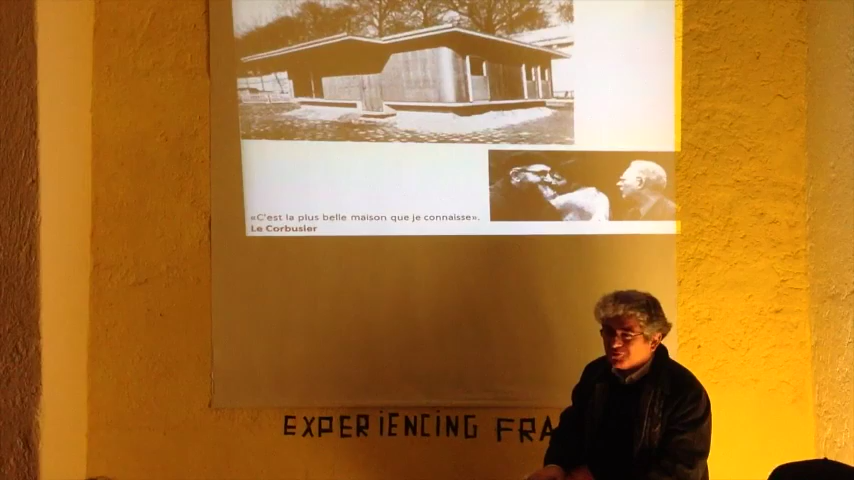 «C'est la plus belle maison que je connaisse».
Le Corbusier
EXPERIENCING FRA